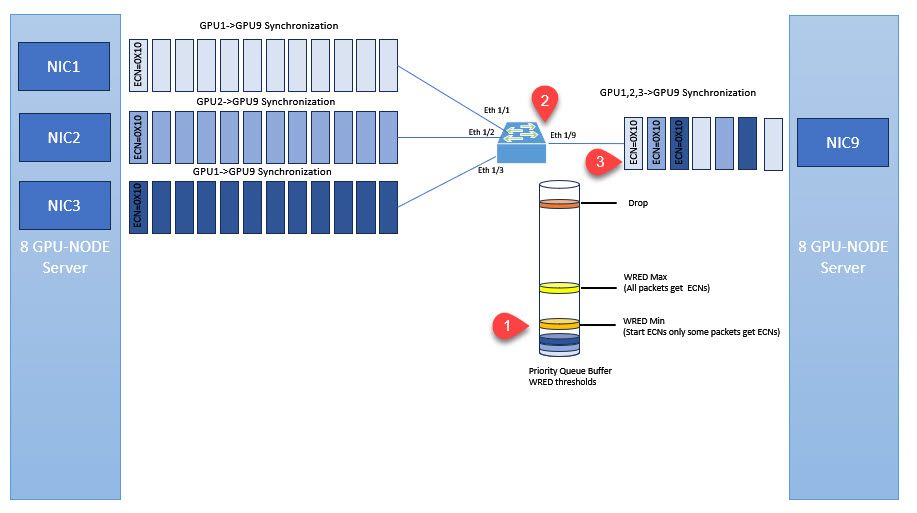 GPU1->GPU9 Synchronization
NIC1
ECN=0X10
GPU2->GPU9 Synchronization
NIC2
ECN=0X10
GPU1->GPU9 Synchronization
NIC3
ECN=0X10
8 GPU-NODE
Server
Eth 1/1
Eth 1/2
Eth 1/3
2
Eth 1/9
GPU1,2,3->GPU9 Synchronization
ECN=0X10
ECN=0X10
ECN=0X10
3
NIC9
8 GPU-NODE
Server
Drop
WRED Max
(All packets get  ECNs)
1
WRED Min
(Start ECNs only some packets get ECNs)
Priority Queue Buffer
WRED thresholds